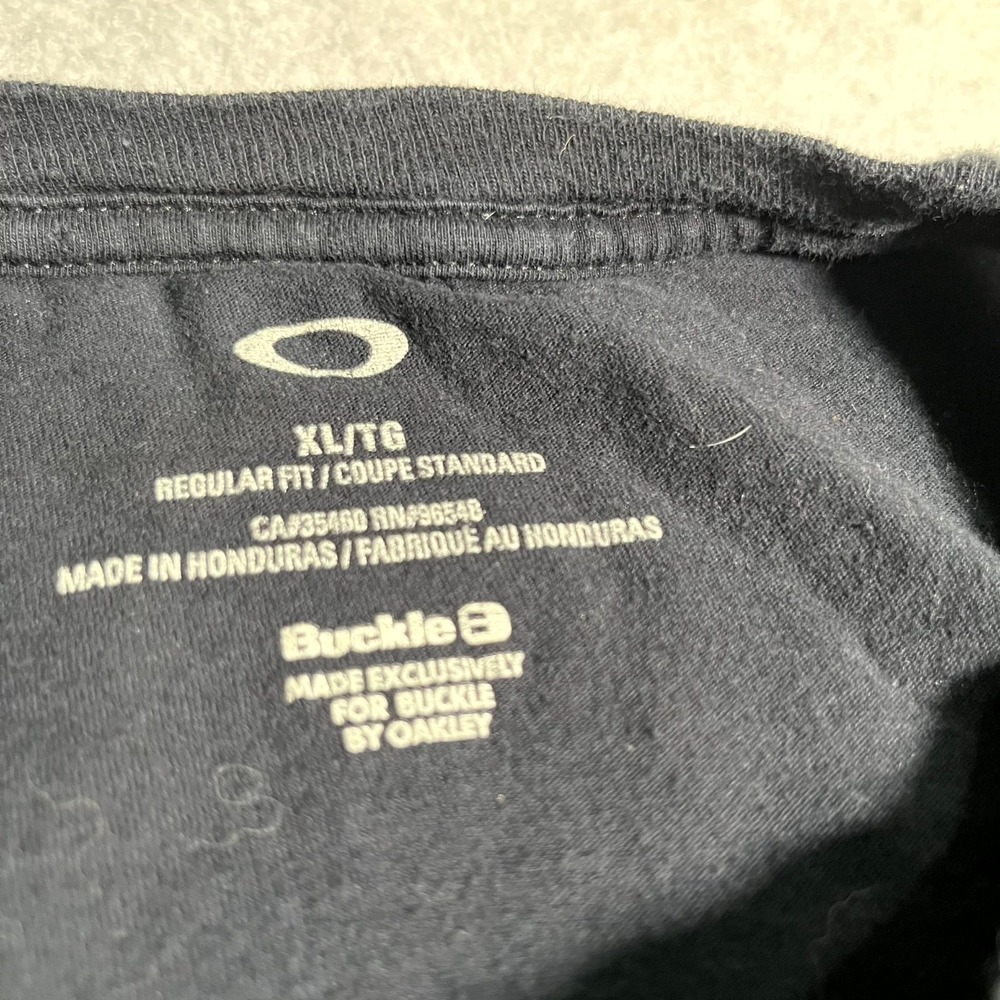 XL/TG
REGULAR FIT / COUPE STANDARD
CA#35460 RN#96548
MADE IN HONDURAS / FABRIQUÉ AU HONDURAS
Buckle B
MADE EXCLUSIVELY
FOR BUCKLE
BY OAKLEY